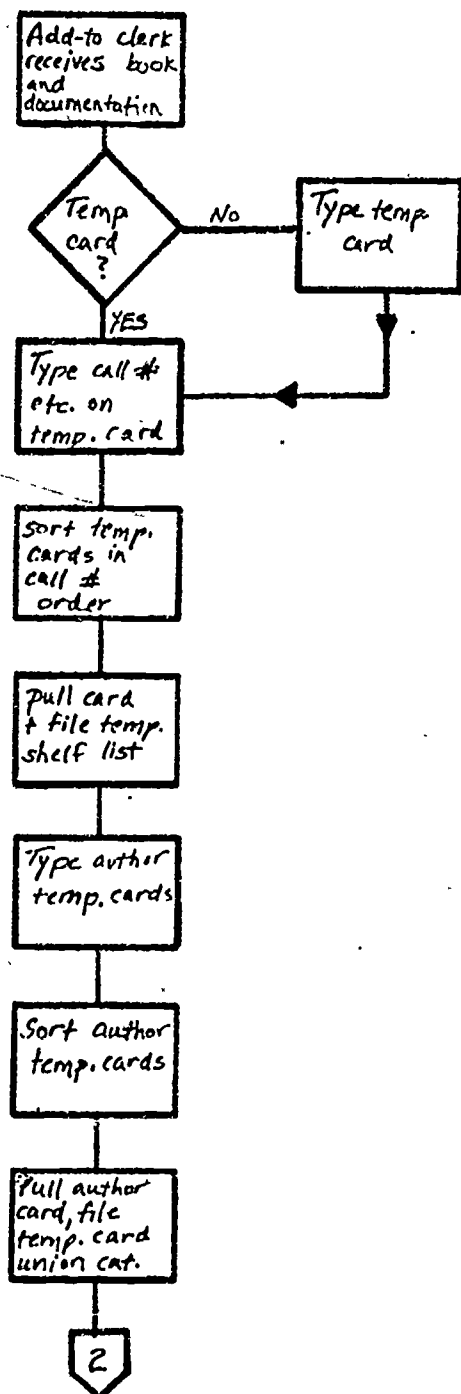 Add-to clerk
receives book
and
documentation
Temp
card
?
No
Type temp
card
YES
Type call #
etc. on
temp. card
sort temp.
cards in
call #
order
pull card
+ file temp.
shelf list
Type author
temp. cards
Sort author
temp. cards
Pull author
card, file
temp. card
union cat.
2